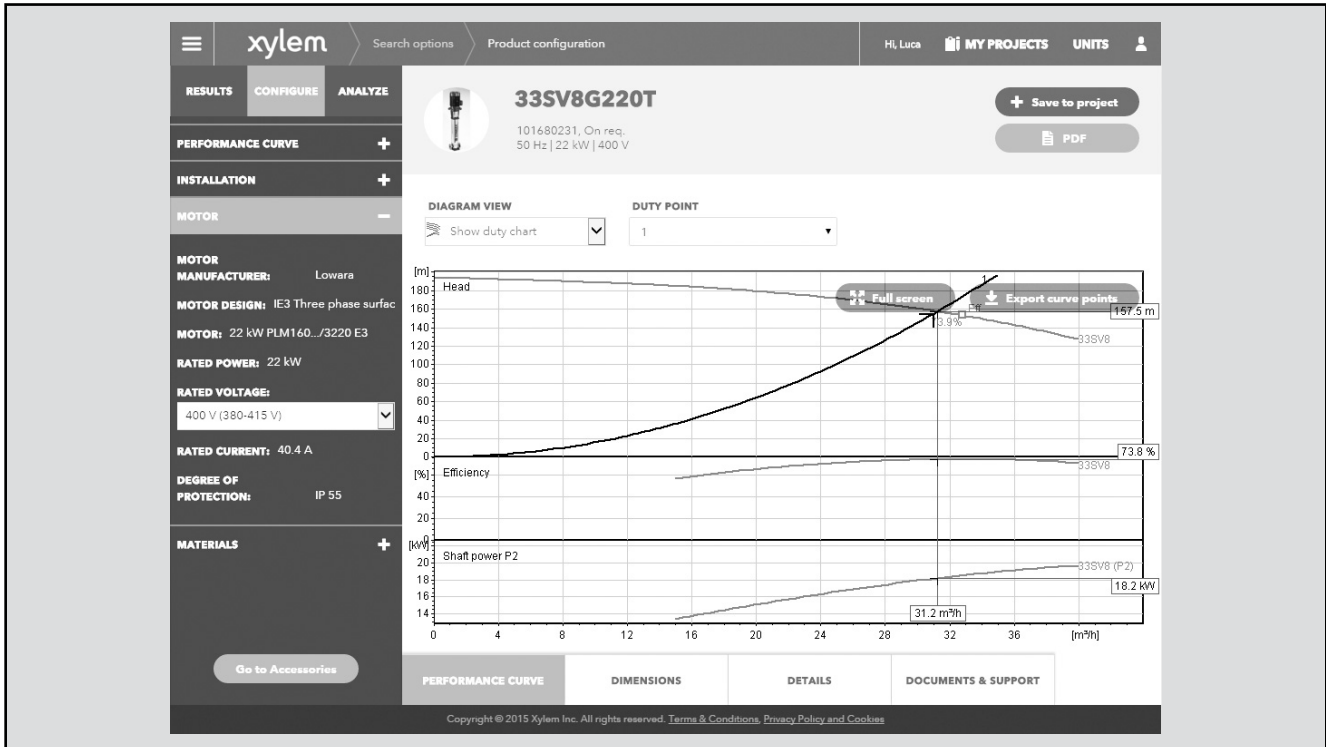 xylem
Search options
Product configuration
Hi, Luca
MY PROJECTS
UNITS
RESULTS
CONFIGURE
ANALYZE
PERFORMANCE CURVE +
INSTALLATION +
MOTOR –
MOTOR
MANUFACTURER: Lowara
MOTOR DESIGN: IE3 Three phase surfac
MOTOR: 22 kW PLM160.../3220 E3
RATED POWER: 22 kW
RATED VOLTAGE:
400 V (380-415 V)
RATED CURRENT: 40.4 A
DEGREE OF
PROTECTION: IP 55
MATERIALS +
Go to Accessories
33SV8G220T
101680231, On req.
50 Hz | 22 kW | 400 V
+ Save to project
PDF
DIAGRAM VIEW
Show duty chart
DUTY POINT
1
[m]
Head
180
160
140
120
100
80
60
40
20
0
1
Full screen
Export curve points
Eff
157.5 m
3.9%
33SV8
73.8 %
[%]
Efficiency
33SV8
40
20
0
[kW]
Shaft power P2
20
18
16
14
33SV8 (P2)
18.2 kW
31.2 m³/h
0 4 8 12 16 20 24 28 32 36 [m³/h]
PERFORMANCE CURVE
DIMENSIONS
DETAILS
DOCUMENTS & SUPPORT
Copyright © 2015 Xylem Inc. All rights reserved. Terms & Conditions, Privacy Policy and Cookies